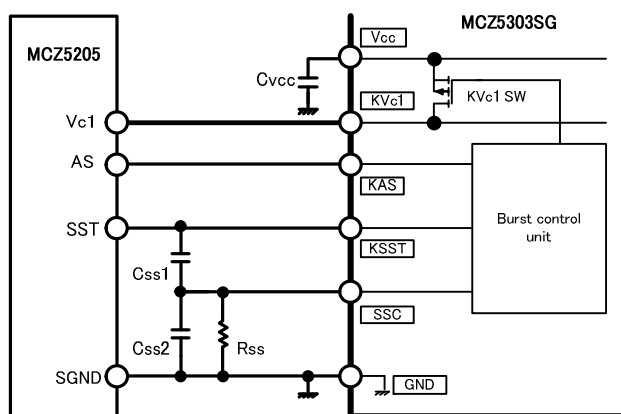 MCZ5303SG
MCZ5205
Vcc
Cvcc
KVc1
KVc1 SW
Vc1
AS
KAS
SST
KSST
Burst control
unit
Css1
SSC
Css2
Rss
SGND
GND